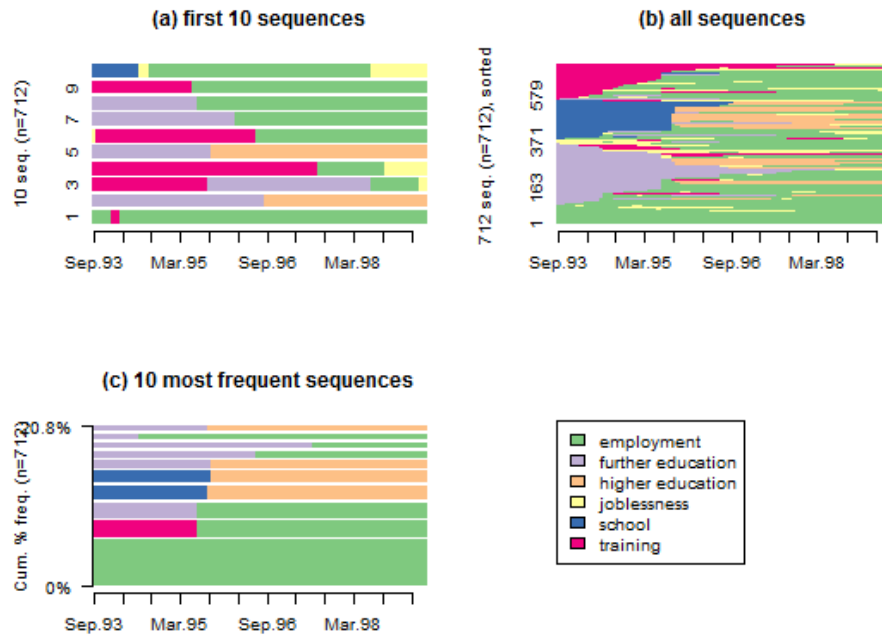 (a) first 10 sequences
10 seq. (n=712)
9
7
5
3
1
Sep.93 Mar.95 Sep.96 Mar.98
(b) all sequences
712 seq. (n=712), sorted
579
371
163
1
Sep.93 Mar.95 Sep.96 Mar.98
(c) 10 most frequent sequences
Cum. % freq. (n=712)
20.8%
0%
Sep.93 Mar.95 Sep.96 Mar.98
employment
further education
higher education
joblessness
school
training